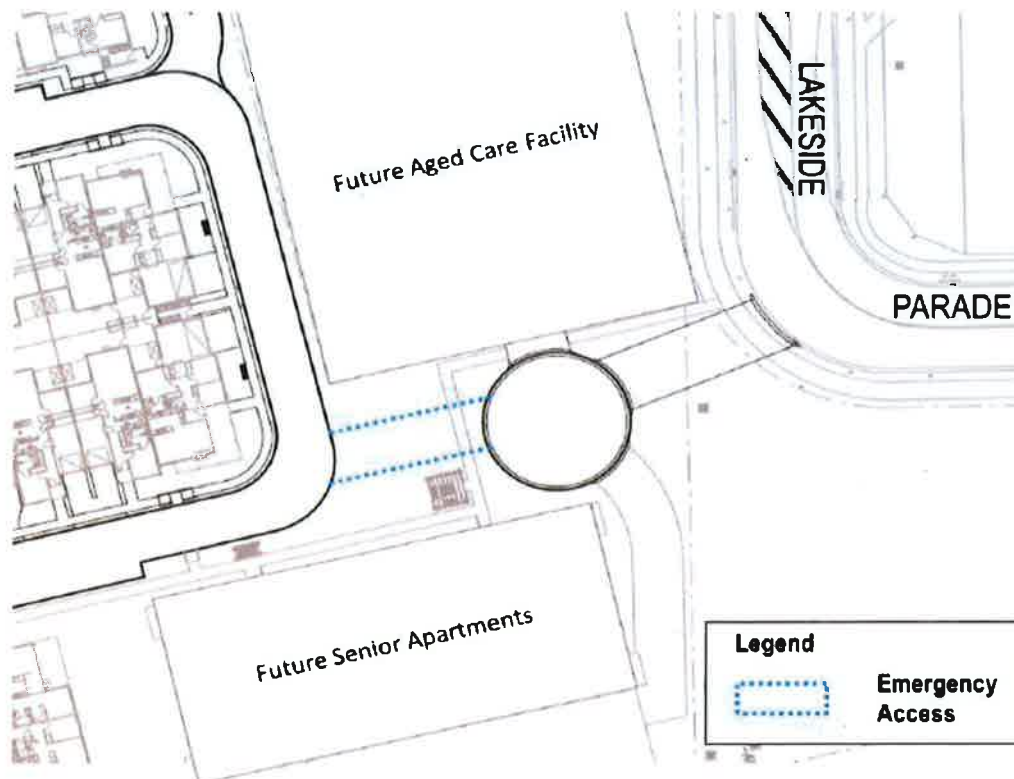 LAKESIDE
PARADE
Future Aged Care Facility
Future Senior Apartments
Legend
Emergency
Access